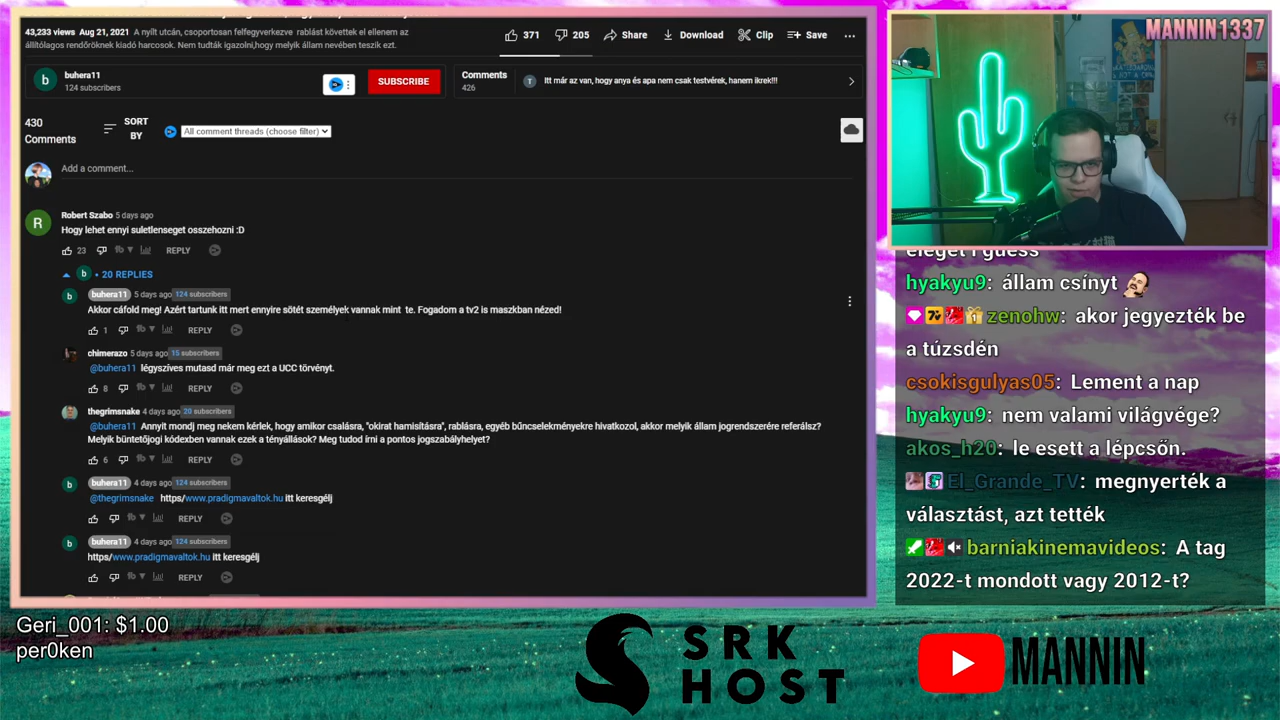 43,233 views Aug 21, 2021 A nyílt utcán, csoportosan felfegyverkezve rablást követtek el ellenem az
állítólagos rendőröknek kiadó harcosok. Nem tudták igazolni,hogy melyik állam nevében teszik ezt.
371
205
Share
Download
Clip
Save
b
buhera11
124 subscribers
SUBSCRIBE
Comments
426
T
Itt már az van, hogy anya és apa nem csak testvérek, hanem ikrek!!!
430
Comments
SORT
BY
All comment threads (choose filter)
Add a comment...
R
Robert Szabo 5 days ago
Hogy lehet ennyi suletlenseget osszehozni :D
23
REPLY
b • 20 REPLIES
b
buhera11 5 days ago 124 subscribers
Akkor cáfold meg! Azért tartunk itt mert ennyire sötét személyek vannak mint te. Fogadom a tv2 is maszkban nézed!
1
REPLY
chimerazo 5 days ago 15 subscribers
@buhera11 légyszíves mutasd már meg ezt a UCC törvényt.
8
REPLY
thegrimsnake 4 days ago 20 subscribers
@buhera11 Annyit mondj meg nekem kérlek, hogy amikor csalásra, "okirat hamisításra", rablásra, egyéb bűncselekményekre hivatkozol, akkor melyik állam jogrendszerére referálsz?
Melyik büntetőjogi kódexben vannak ezek a tényállások? Meg tudod írni a pontos jogszabályhelyet?
6
REPLY
b
buhera11 4 days ago 124 subscribers
@thegrimsnake https/www.pradigmavaltok.hu itt keresgélj
REPLY
b
buhera11 4 days ago 124 subscribers
https/www.pradigmavaltok.hu itt keresgélj
REPLY
MANNIN1337
eleget i guess
hyakyu9: állam csínyt
zenohw: akor jegyezték be
a túzsdén
csokisgulyas05: Lement a nap
hyakyu9: nem valami világvége?
akos_h20: le esett a lépcsőn.
El_Grande_TV: megnyerték a
választást, azt tették
barniakinemavideos: A tag
2022-t mondott vagy 2012-t?
Geri_001: $1.00
per0ken
SRK
HOST
MANNIN